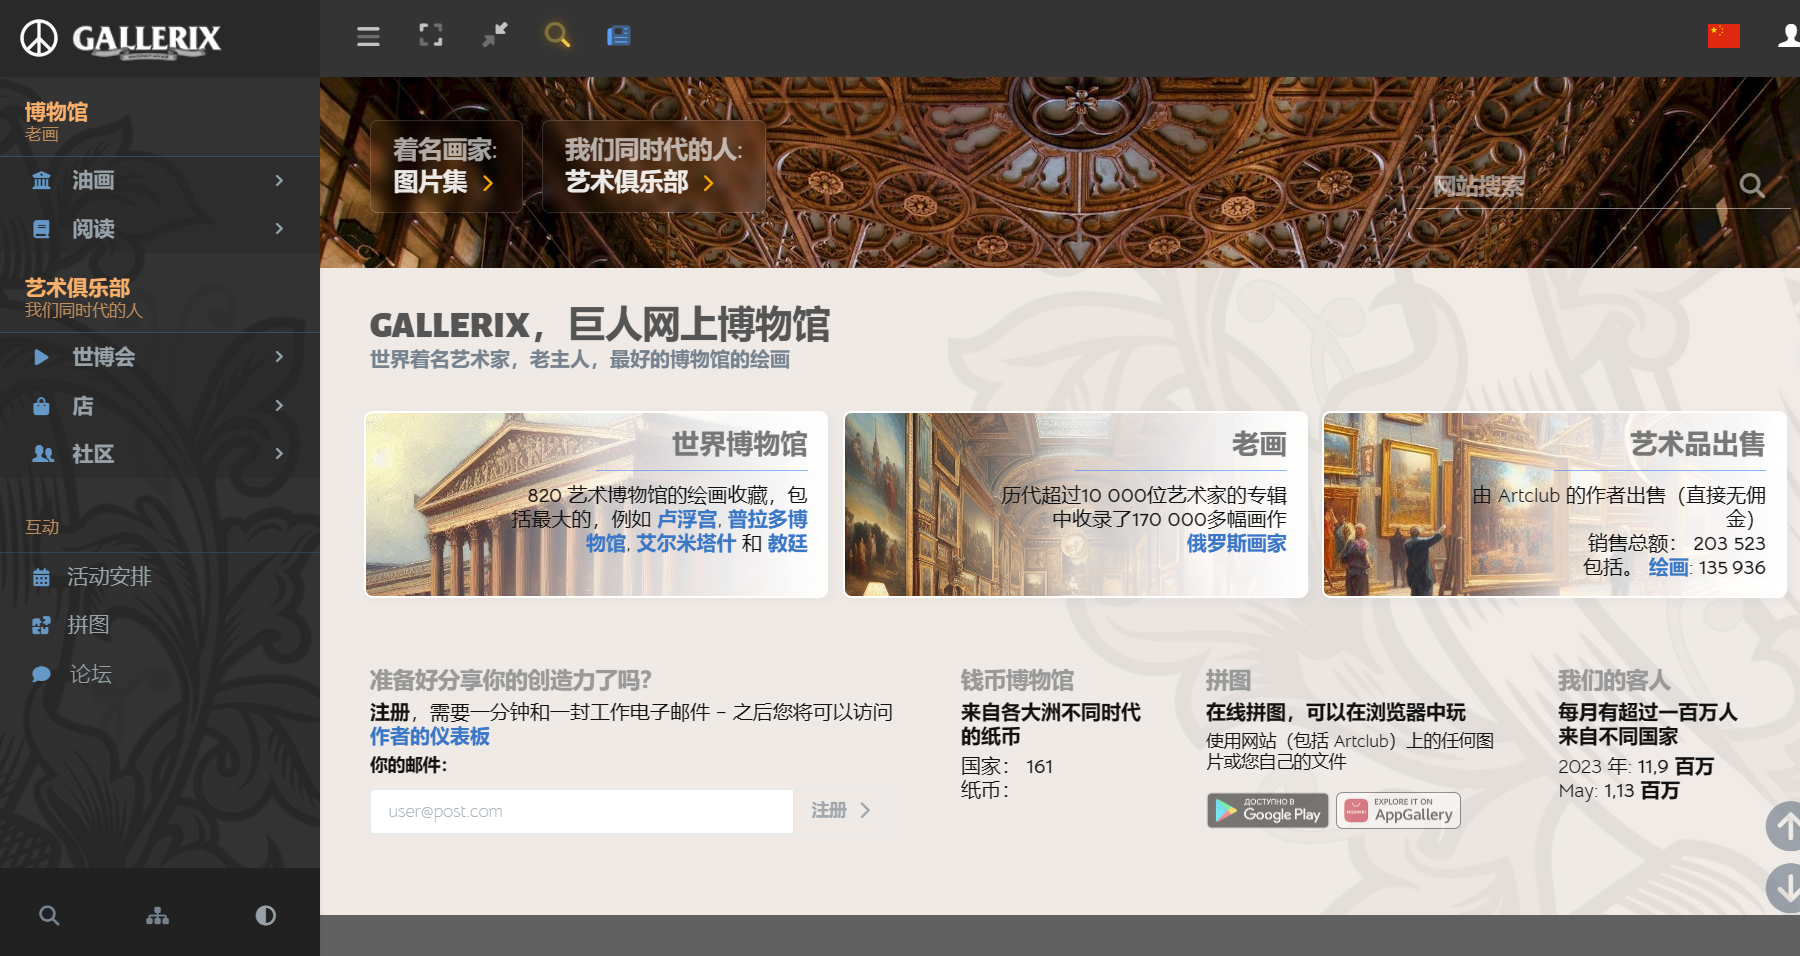 GALLERIX
博物馆
老画
油画
阅读
艺术俱乐部
我们同时代的人
世博会
店
社区
互动
活动安排
拼图
论坛
着名画家:
图片集
我们同时代的人:
艺术俱乐部
网站搜索
GALLERIX，巨人网上博物馆
世界着名艺术家，老主人，最好的博物馆的绘画
世界博物馆
820 艺术博物馆的绘画收藏，包
括最大的，例如 卢浮宫, 普拉多博
物馆, 艾尔米塔什 和 教廷
老画
历代超过10 000位艺术家的专辑
中收录了170 000多幅画作
俄罗斯画家
艺术品出售
由 Artclub 的作者出售（直接无佣
金）
销售总额： 203 523
包括。 绘画: 135 936
准备好分享你的创造力了吗?
注册，需要一分钟和一封工作电子邮件 – 之后您将可以访问
作者的仪表板
你的邮件：
user@post.com
注册
钱币博物馆
来自各大洲不同时代
的纸币
国家： 161
纸币：
拼图
在线拼图，可以在浏览器中玩
使用网站（包括 Artclub）上的任何图
片或您自己的文件
ДОСТУПНО В
Google Play
EXPLORE IT ON
AppGallery
我们的客人
每月有超过一百万人
来自不同国家
2023 年: 11,9 百万
May: 1,13 百万